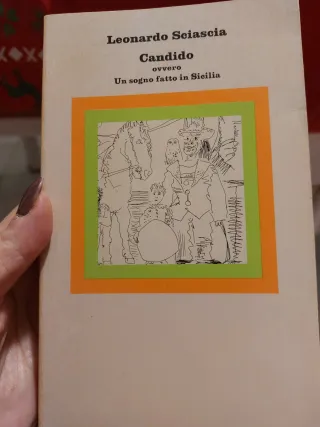 Leonardo Sciascia
Candido
ovvero
Un sogno fatto in Sicilia